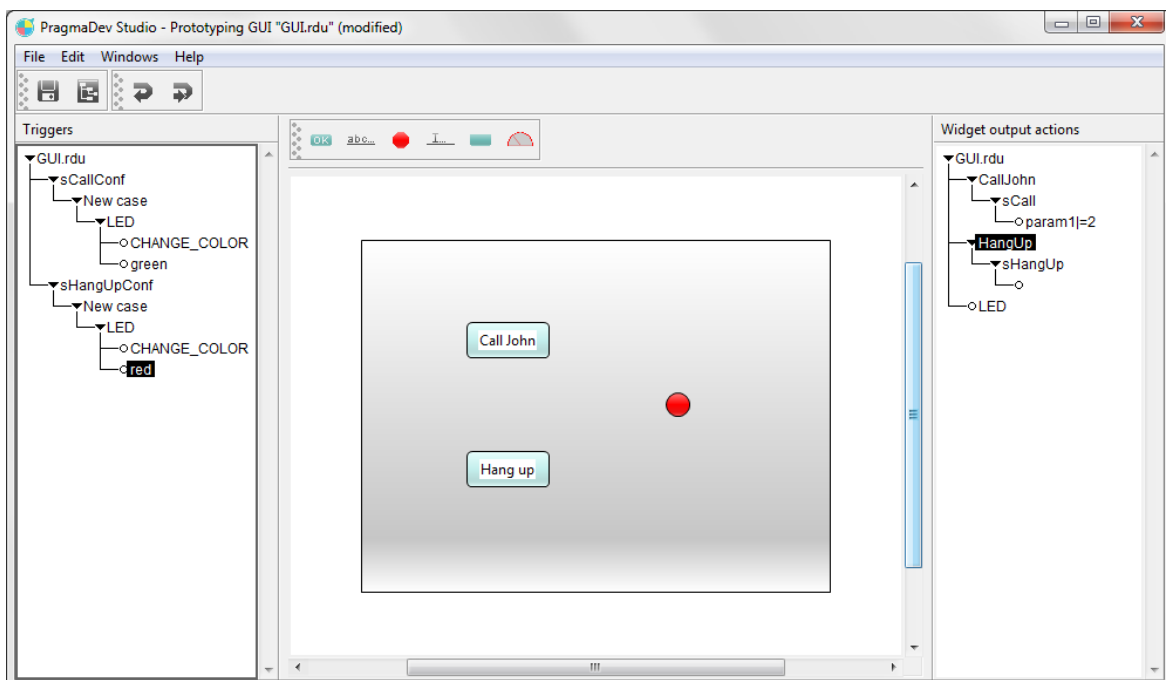 PragmaDev Studio - Prototyping GUI "GUI.rdu" (modified)
File Edit Windows Help
Triggers
GUI.rdu
sCallConf
New case
LED
CHANGE_COLOR
green
sHangUpConf
New case
LED
CHANGE_COLOR
red
OK abc... I...
Call John
Hang up
Widget output actions
GUI.rdu
CallJohn
sCall
param1|=2
HangUp
sHangUp
LED